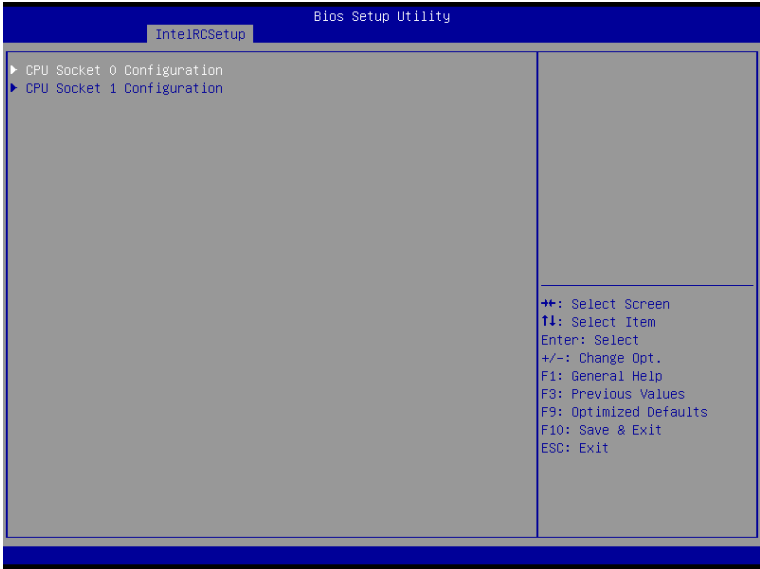 Bios Setup Utility
IntelRCSetup
▶ CPU Socket 0 Configuration
▶ CPU Socket 1 Configuration
→←: Select Screen
↑↓: Select Item
Enter: Select
+/-: Change Opt.
F1: General Help
F3: Previous Values
F9: Optimized Defaults
F10: Save & Exit
ESC: Exit